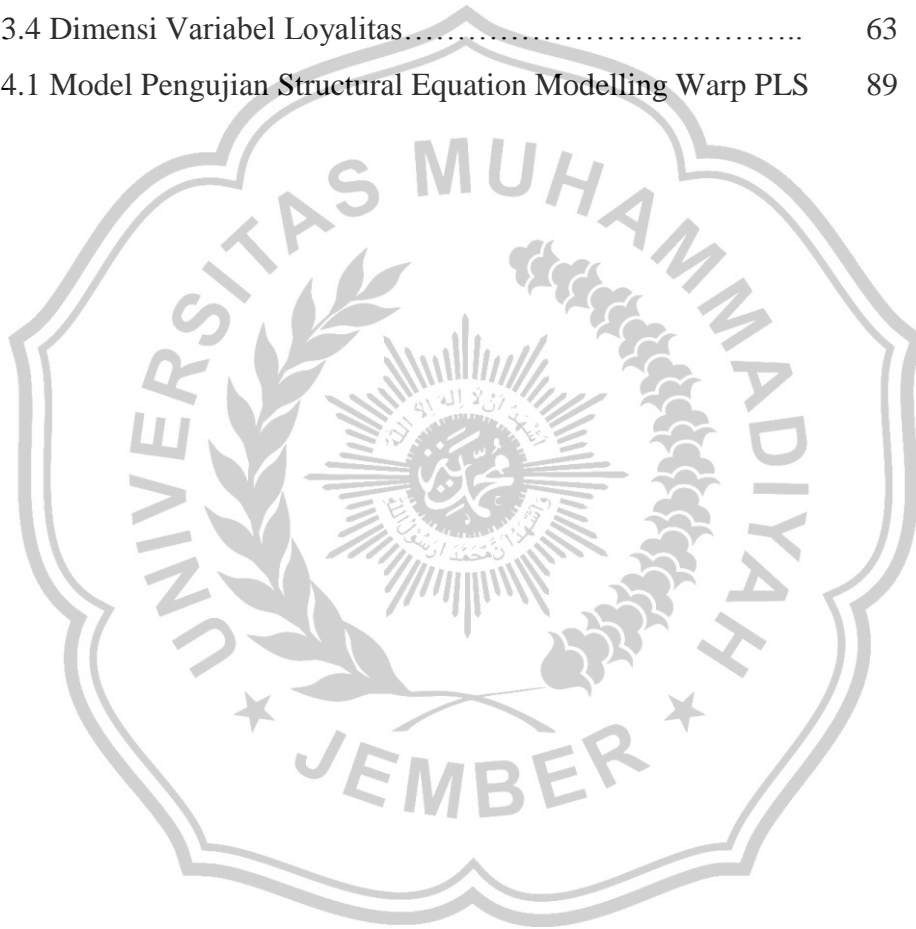 3.4 Dimensi Variabel Loyalitas……………………………….. 63
4.1 Model Pengujian Structural Equation Modelling Warp PLS 89
UNIVERSITAS MUHAMMADIYAH
JEMBER